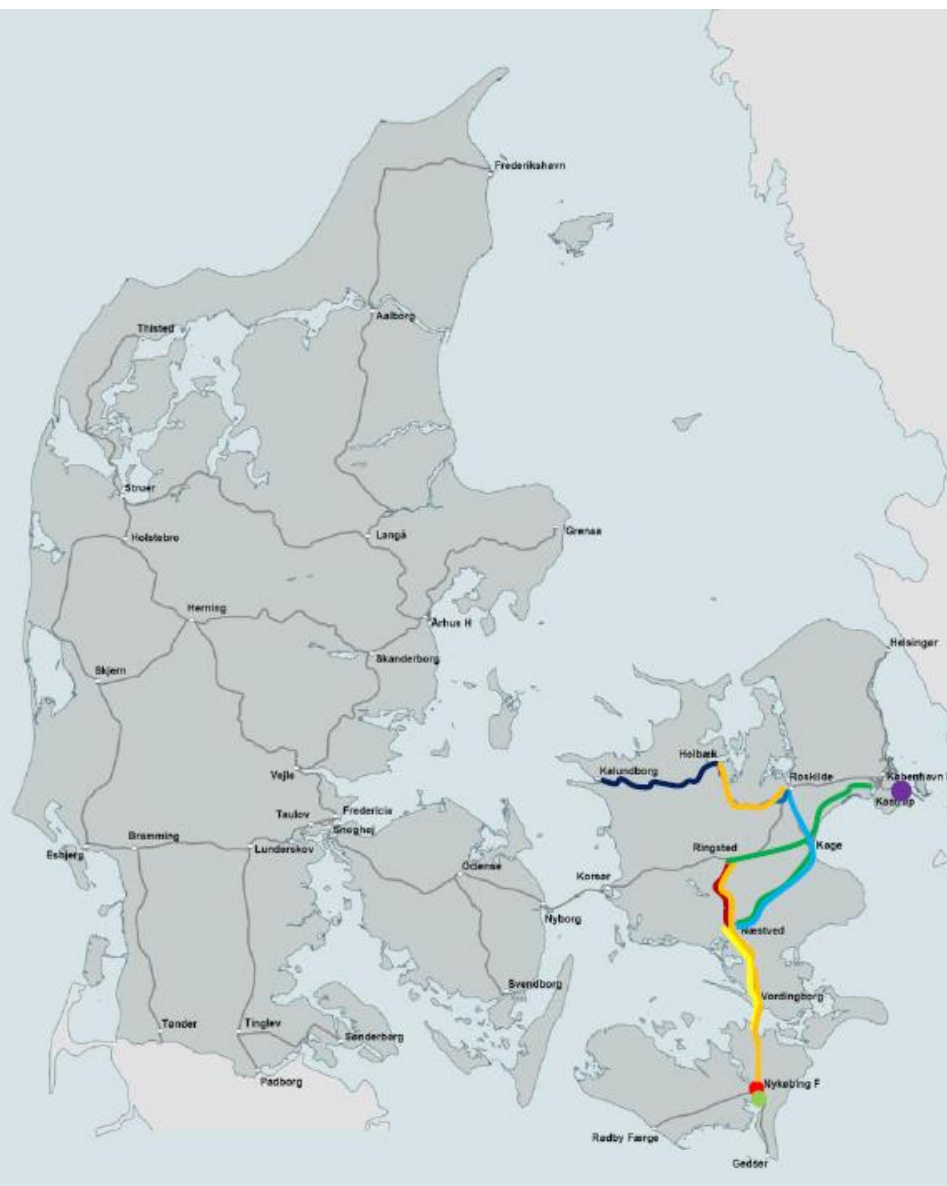 Frederikshavn
Aalborg
Thisted
Struer
Holstebro
Langå
Grenaa
Herning
Århus H
Skanderborg
Helsingør
Skjern
Holbæk
Kalundborg
Roskilde
København
Kastrup
Vejle
Taulov
Fredericia
Snoghøj
Bramming
Esbjerg
Lunderskov
Ringsted
Køge
Odense
Korsør
Nyborg
Næstved
Svendborg
Vordingborg
Tønder
Tinglev
Sønderborg
Padborg
Nykøbing F
Rødby Færge
Gedser